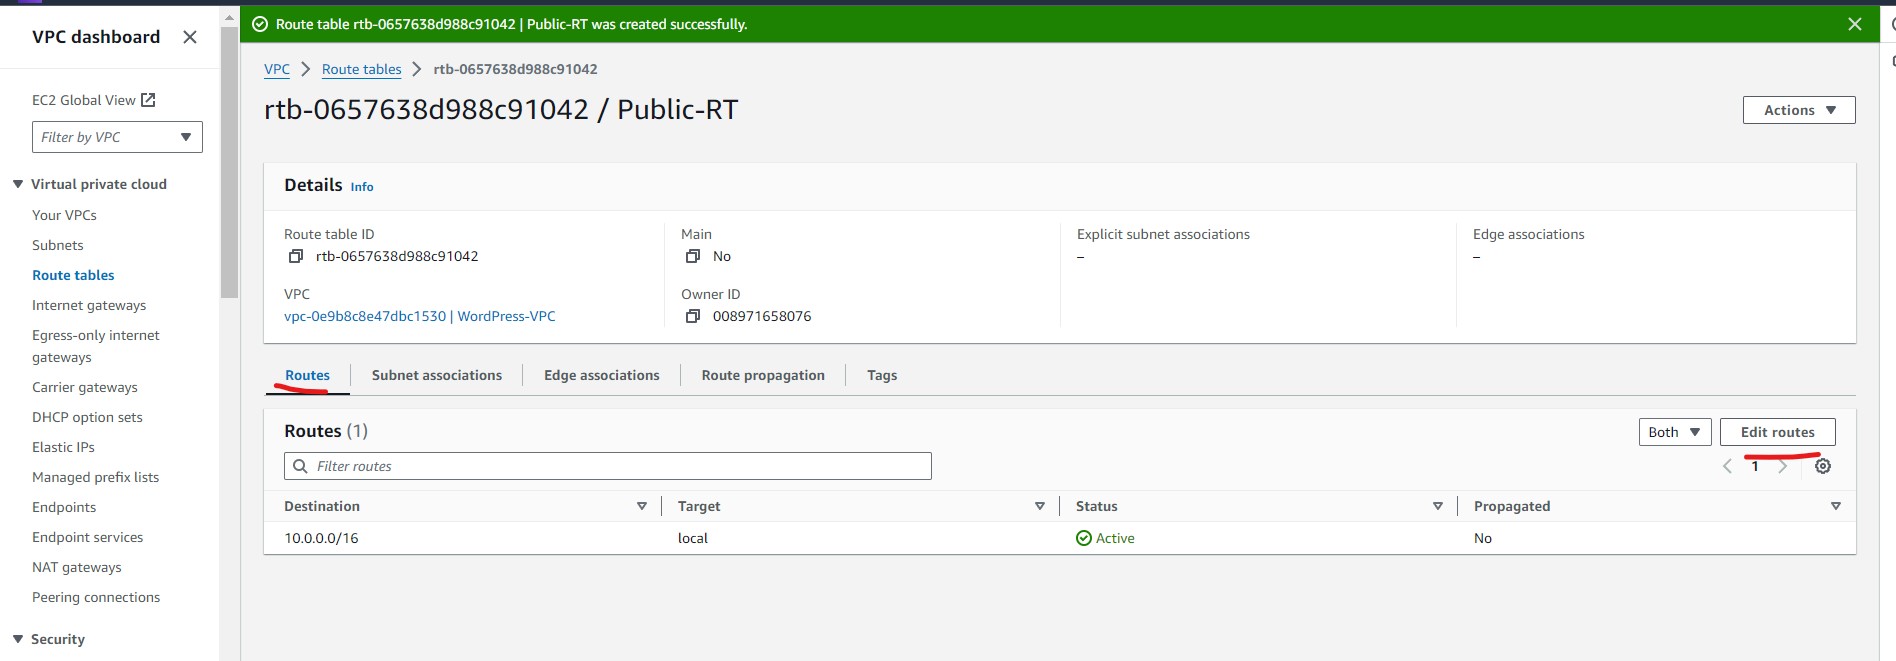 Route table rtb-0657638d988c91042 | Public-RT was created successfully.
VPC dashboard
EC2 Global View
Filter by VPC
Virtual private cloud
Your VPCs
Subnets
Route tables
Internet gateways
Egress-only internet
gateways
Carrier gateways
DHCP option sets
Elastic IPs
Managed prefix lists
Endpoints
Endpoint services
NAT gateways
Peering connections
Security
VPC > Route tables > rtb-0657638d988c91042
rtb-0657638d988c91042 / Public-RT
Actions
Details Info
Route table ID
rtb-0657638d988c91042
Main
No
Explicit subnet associations
–
Edge associations
–
VPC
vpc-0e9b8c8e47dbc1530 | WordPress-VPC
Owner ID
008971658076
Routes Subnet associations Edge associations Route propagation Tags
Routes (1)
Both Edit routes
Filter routes
1
Destination Target Status Propagated
10.0.0.0/16 local Active No